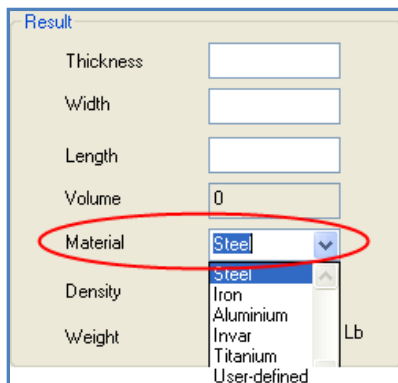 Result
Thickness
Width
Length
Volume 0
Material Steel
Steel
Density
Iron
Aluminium
Weight
Invar
Lb
Titanium
User-defined